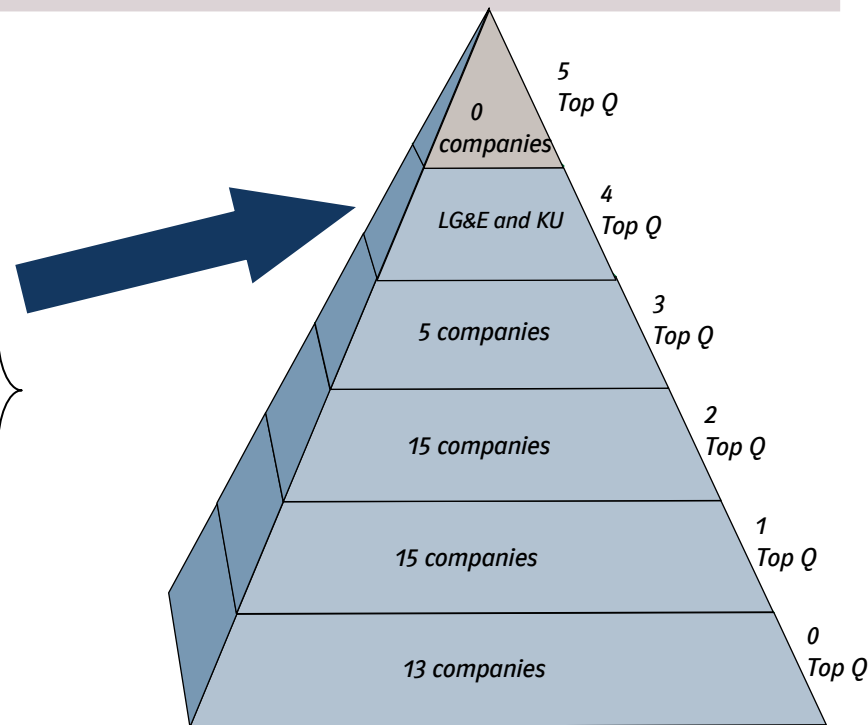 5
Top Q
0
companies
4
Top Q
LG&E and KU
3
Top Q
5 companies
2
Top Q
15 companies
1
Top Q
15 companies
0
Top Q
13 companies